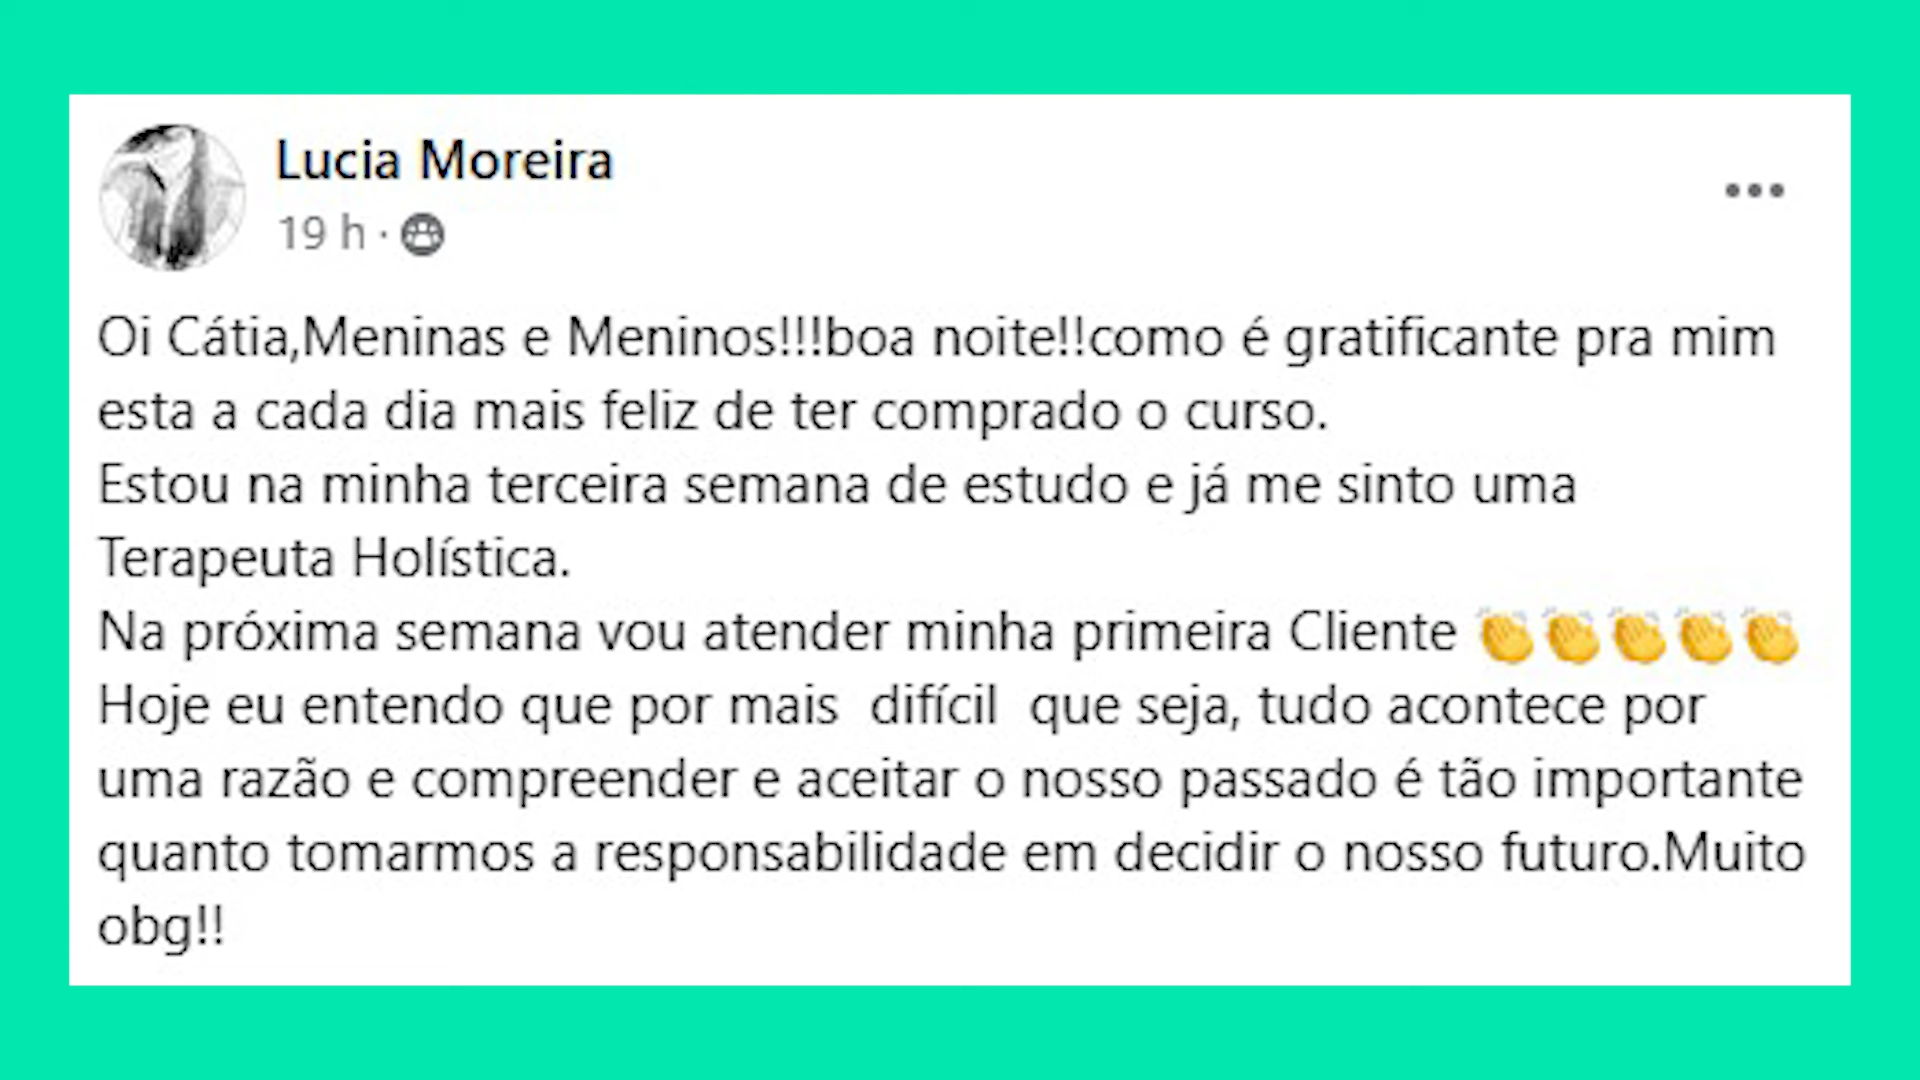 Lucia Moreira
19 h ·
Oi Cátia,Meninas e Meninos!!!boa noite!!como é gratificante pra mim
esta a cada dia mais feliz de ter comprado o curso.
Estou na minha terceira semana de estudo e já me sinto uma
Terapeuta Holística.
Na próxima semana vou atender minha primeira Cliente 👏👏👏👏👏
Hoje eu entendo que por mais  difícil  que seja, tudo acontece por
uma razão e compreender e aceitar o nosso passado é tão importante
quanto tomarmos a responsabilidade em decidir o nosso futuro.Muito
obg!!